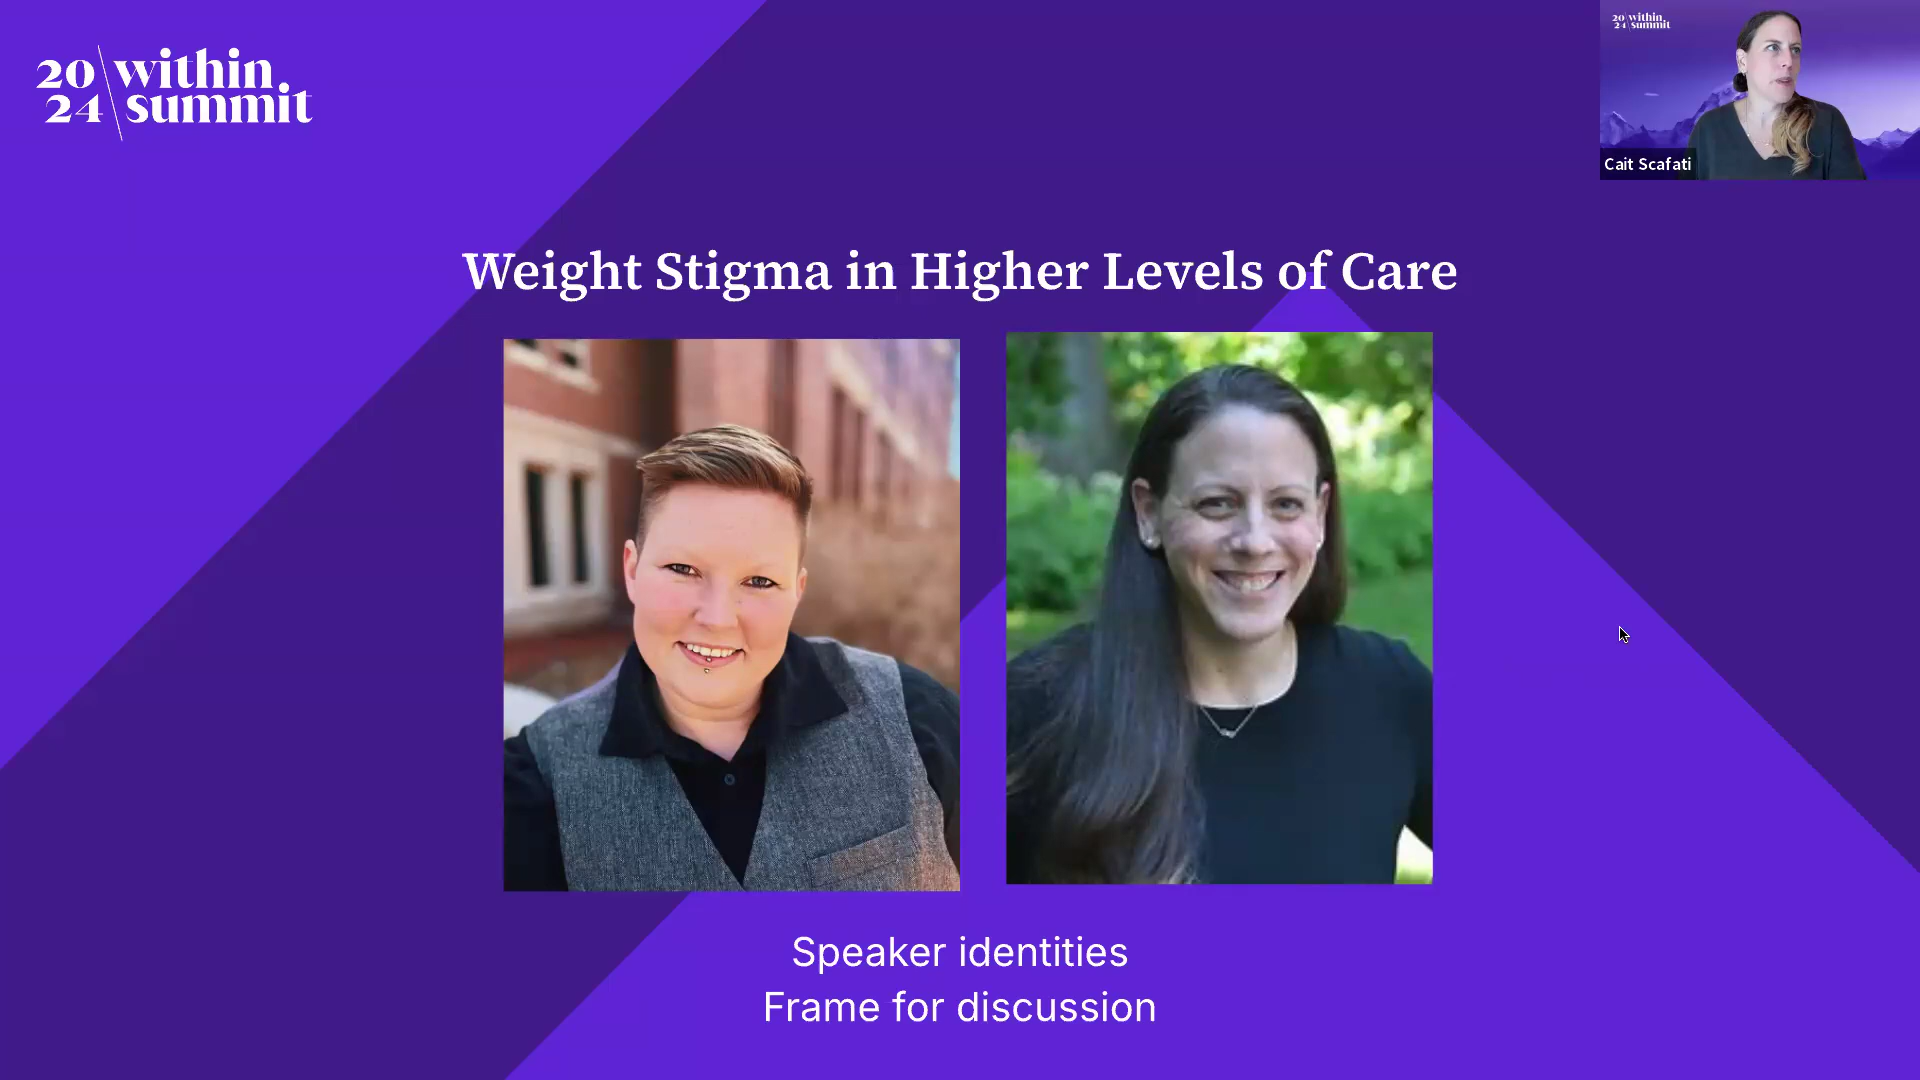 20 within
24 summit
20 within
24 summit
Cait Scafati
Weight Stigma in Higher Levels of Care
Speaker identities
Frame for discussion